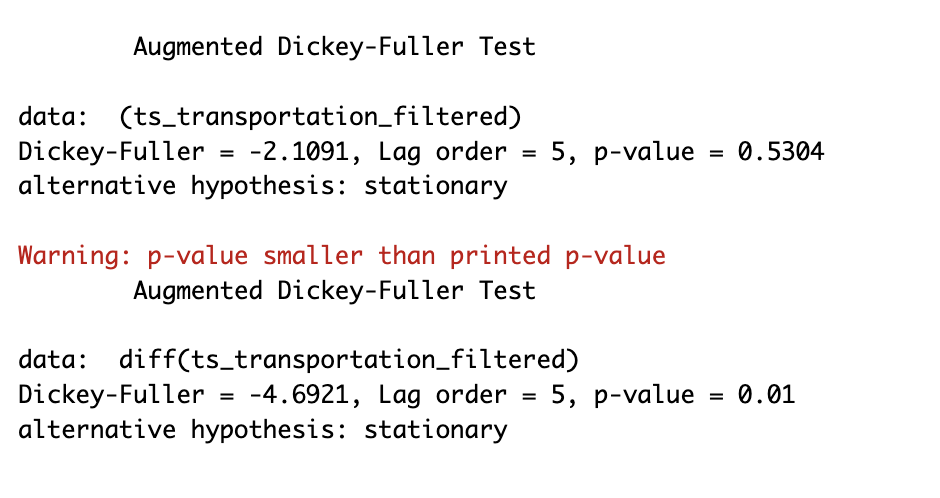 Augmented Dickey-Fuller Test
data:  (ts_transportation_filtered)
Dickey-Fuller = -2.1091, Lag order = 5, p-value = 0.5304
alternative hypothesis: stationary
Warning: p-value smaller than printed p-value
Augmented Dickey-Fuller Test
data:  diff(ts_transportation_filtered)
Dickey-Fuller = -4.6921, Lag order = 5, p-value = 0.01
alternative hypothesis: stationary